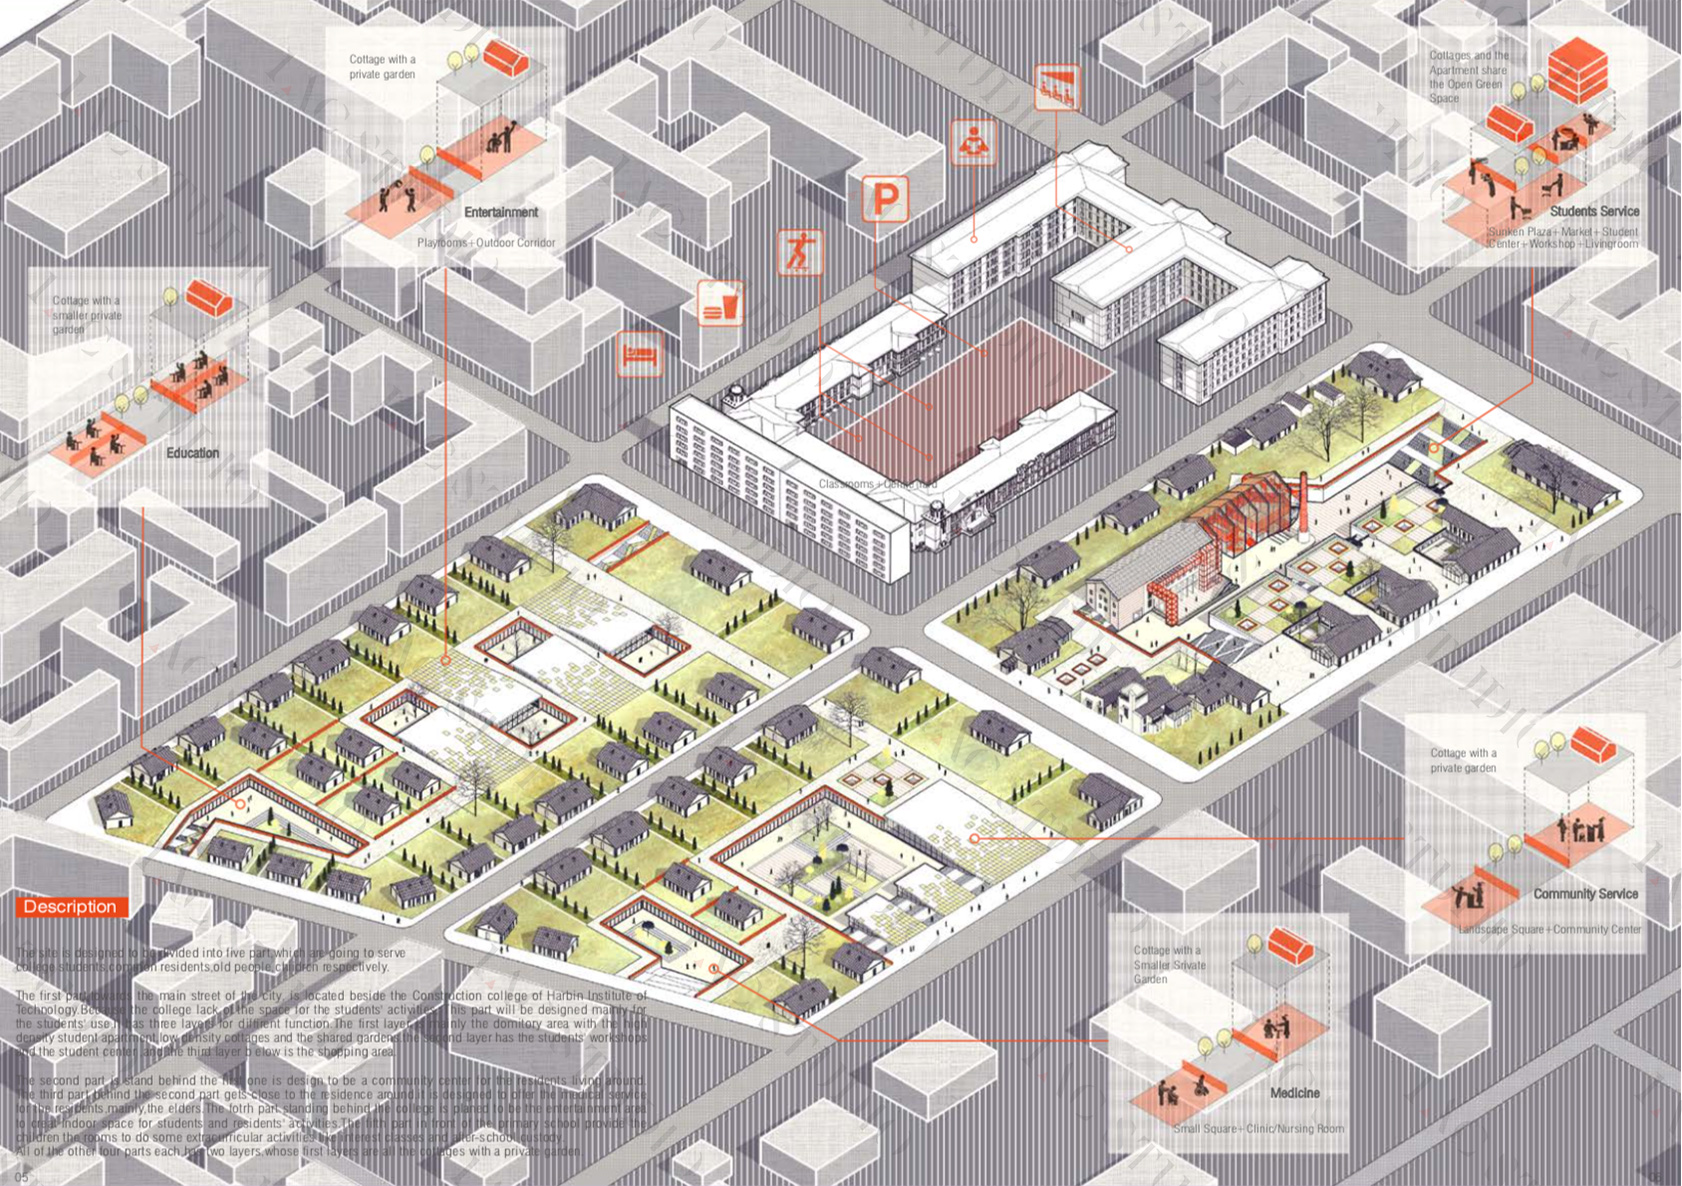 Cottage with a
private garden
Entertainment
Playrooms+Outdoor Corridor
Cottages and the
Apartment share
the Open Green
Space
Students Service
Sunken Plaza+Market+Student
Center+Workshop+Livingroom
P
Cottage with a
smaller private
garden
Education
Classrooms+
Cottage with a
private garden
Community Service
Landscape Square+Community Center
Cottage with a
Smaller Srivate
Garden
Medicine
Small Square+Clinic/Nursing Room
Description
The site is designed to be divided into five part,which are going to serve
college students,common residents,old people,children respectively.
The first part towards the main street of the city, is located beside the Construction college of Harbin Institute of
Technology.Because the college lack of the space for the students' activities. This part will be designed mainly for
the students' use.It has three layers for diffirent function.The first layer is mainly the domitory area with the high
density student apartment,low density cottages and the shared gardens,the second layer has the students' workshops
and the student center ,and the third layer b elow is the shopping area.
The second part is stand behind the first one is design to be a community center for the residents living around.
The third part behind the second part gets close to the residence around,it is designed to offer the medical service
for the residents,mainly,the elders.The fotrh part standing behind the college is planed to be the entertainment area
to creat indoor space for students and residents' activities.The fifth part in front of the primary school provide the
children the rooms to do some extracurricular activities like interest classes and after-school custody.
All of the other four parts each has two layers,whose first layers are all the cottages with a private garden.
05